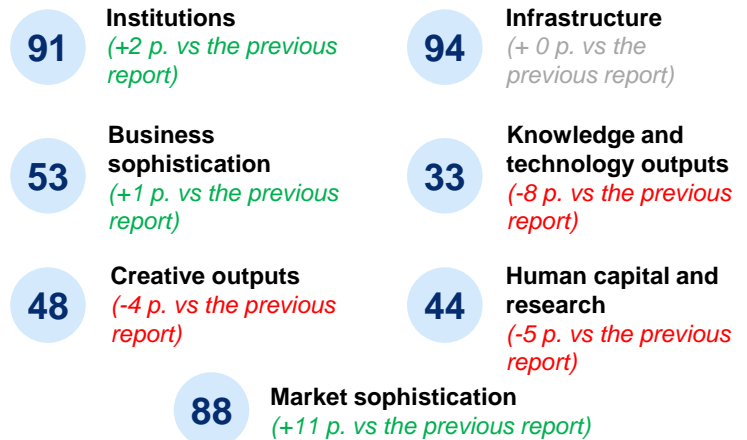 91
Institutions
(+2 p. vs the previous
report)
94
Infrastructure
(+ 0 p. vs the
previous report)
53
Business
sophistication
(+1 p. vs the previous
report)
33
Knowledge and
technology outputs
(-8 p. vs the previous
report)
48
Creative outputs
(-4 p. vs the previous
report)
44
Human capital and
research
(-5 p. vs the previous
report)
88
Market sophistication
(+11 p. vs the previous report)